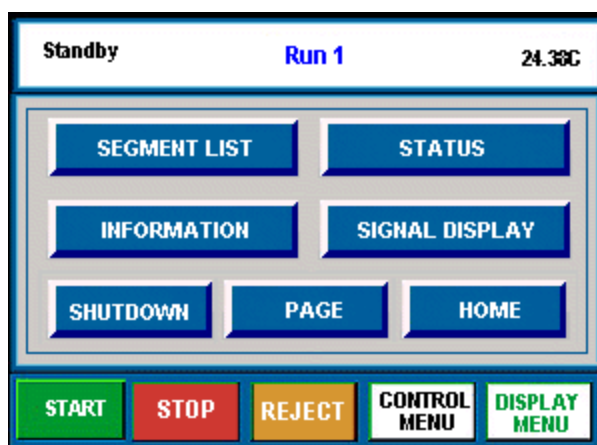 Standby Run 1 24.38C
SEGMENT LIST STATUS
INFORMATION SIGNAL DISPLAY
SHUTDOWN PAGE HOME
START STOP REJECT CONTROL MENU DISPLAY MENU